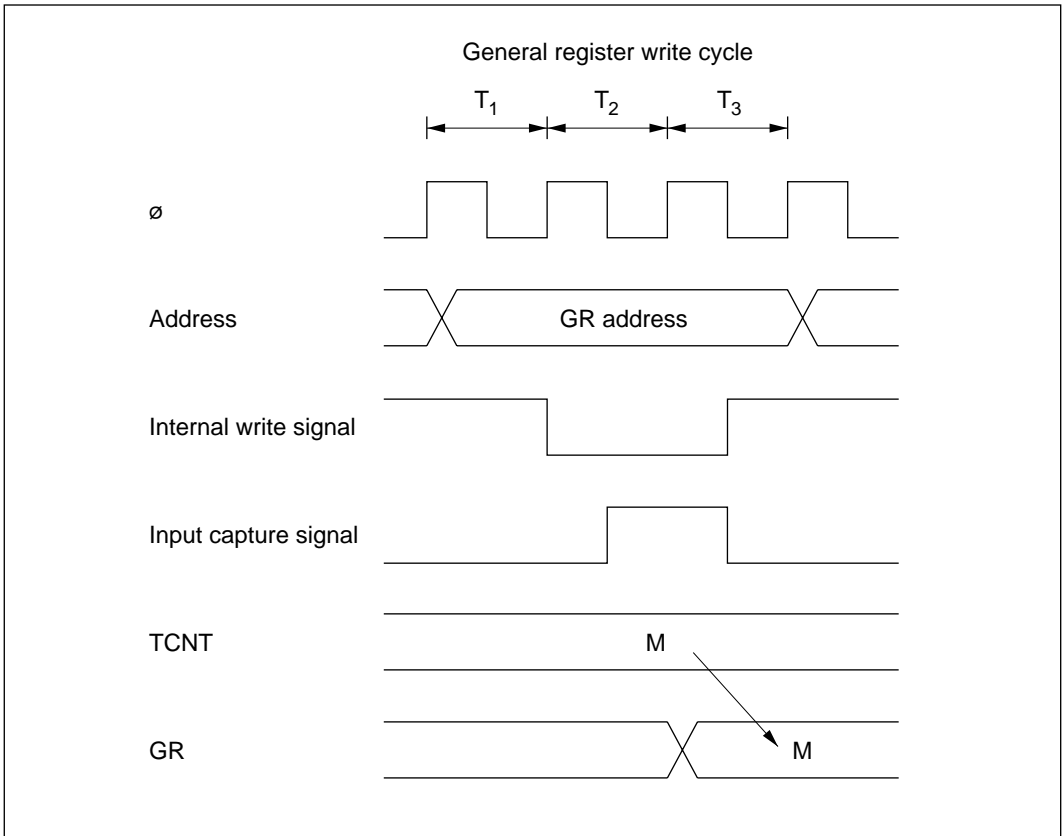 General register write cycle
T₁ T₂ T₃
ø
Address GR address
Internal write signal
Input capture signal
TCNT M
GR M